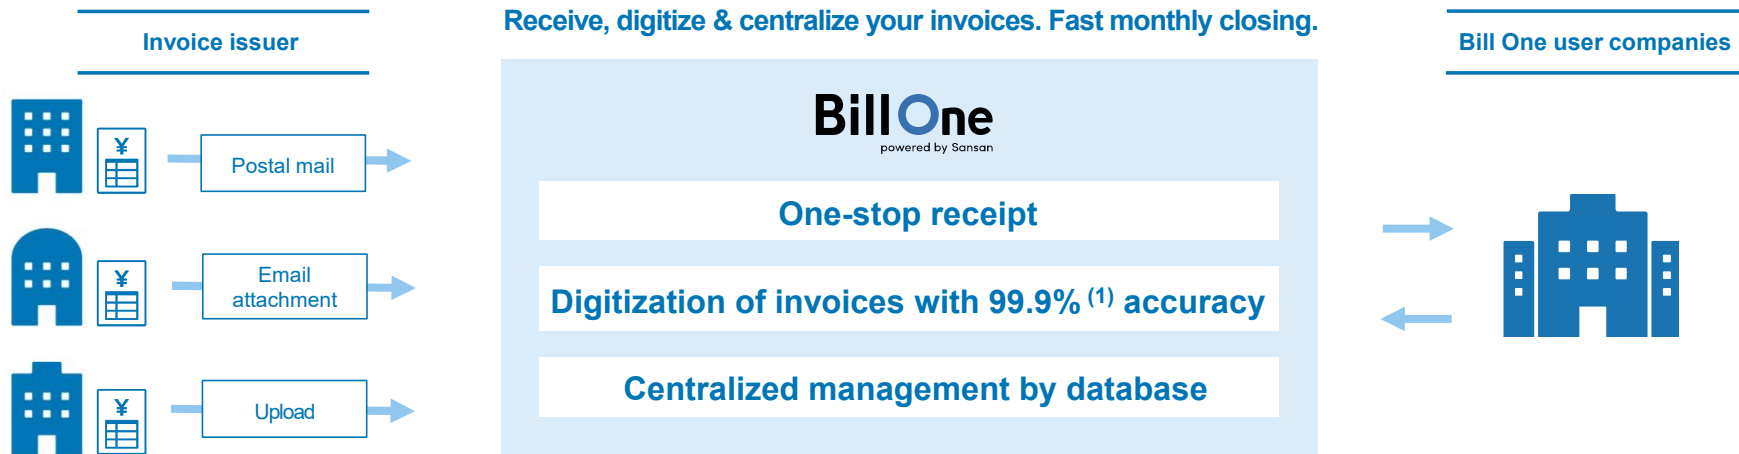 Receive, digitize & centralize your invoices. Fast monthly closing.
Invoice issuer
Bill One user companies
Bill One
powered by Sansan
¥
Postal mail
One-stop receipt
¥
Email
attachment
Digitization of invoices with 99.9% (1) accuracy
¥
Upload
Centralized management by database